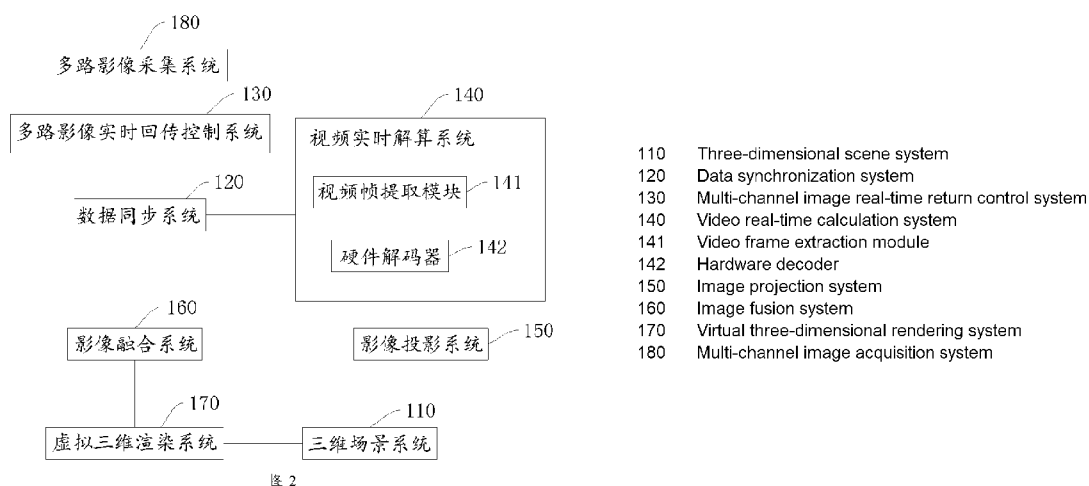 180
多路影像采集系统
130
多路影像实时回传控制系统
140
视频实时解算系统
视频帧提取模块
141
120
数据同步系统
硬件解码器
142
160
影像融合系统
影像投影系统
150
170
虚拟三维渲染系统
110
三维场景系统
图 2
110 Three-dimensional scene system
120 Data synchronization system
130 Multi-channel image real-time return control system
140 Video real-time calculation system
141 Video frame extraction module
142 Hardware decoder
150 Image projection system
160 Image fusion system
170 Virtual three-dimensional rendering system
180 Multi-channel image acquisition system